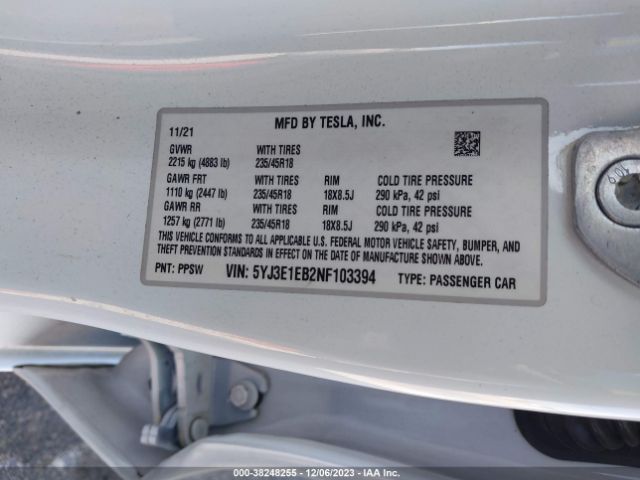 MFD BY TESLA, INC.
11/21
GVWR WITH TIRES
2215 kg (4883 lb) 235/45R18
GAWR FRT WITH TIRES RIM COLD TIRE PRESSURE
1110 kg (2447 lb) 235/45R18 18X8.5J 290 kPa, 42 psi
GAWR RR WITH TIRES RIM COLD TIRE PRESSURE
1257 kg (2771 lb) 235/45R18 18X8.5J 290 kPa, 42 psi
THIS VEHICLE CONFORMS TO ALL APPLICABLE U.S. FEDERAL MOTOR VEHICLE SAFETY, BUMPER, AND
THEFT PREVENTION STANDARDS IN EFFECT ON THE DATE OF MANUFACTURE SHOWN ABOVE.
PNT: PPSW VIN: 5YJ3E1EB2NF103394 TYPE: PASSENGER CAR
000-38248255 - 12/06/2023 - IAA Inc.